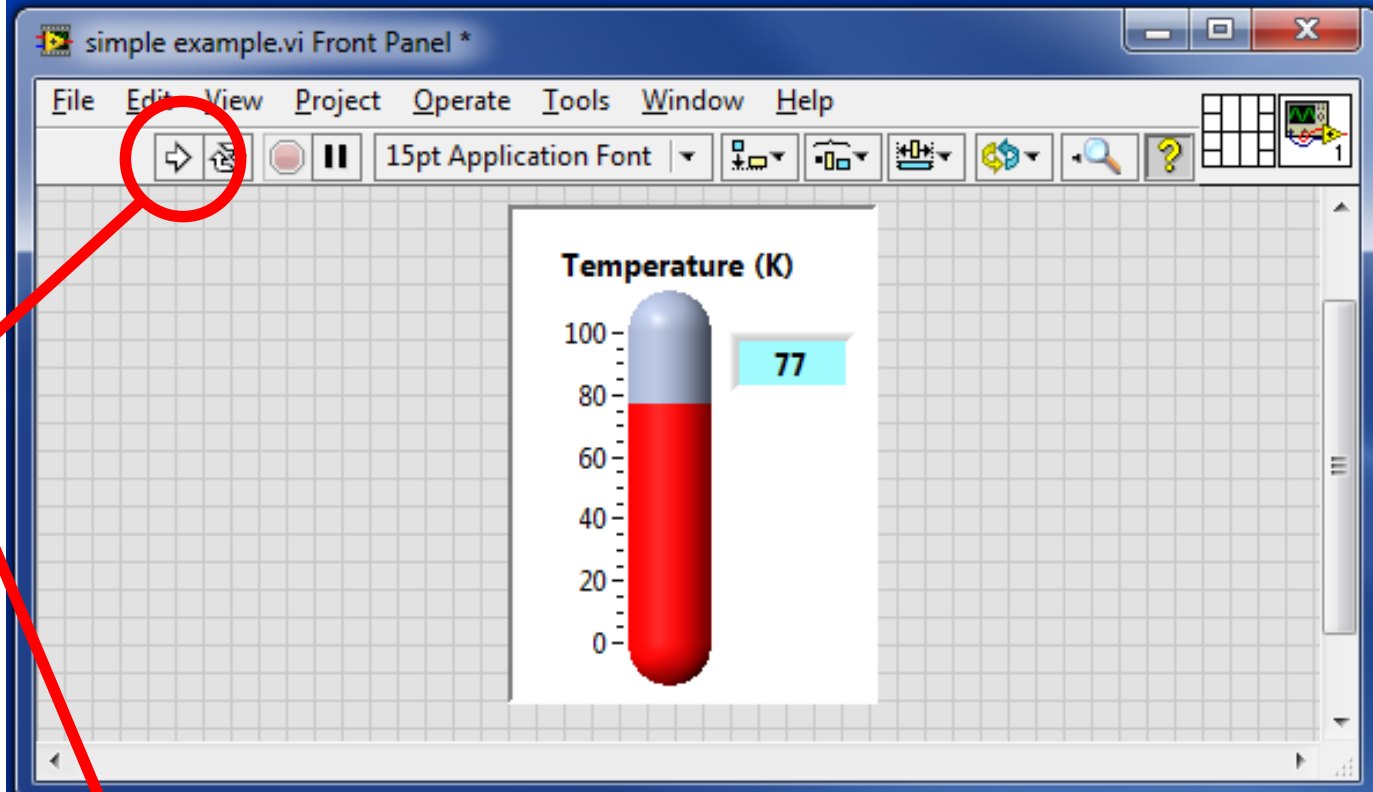 simple example.vi Front Panel *
File Edit View Project Operate Tools Window Help
15pt Application Font
1
Temperature (K)
100
77
80
60
40
20
0